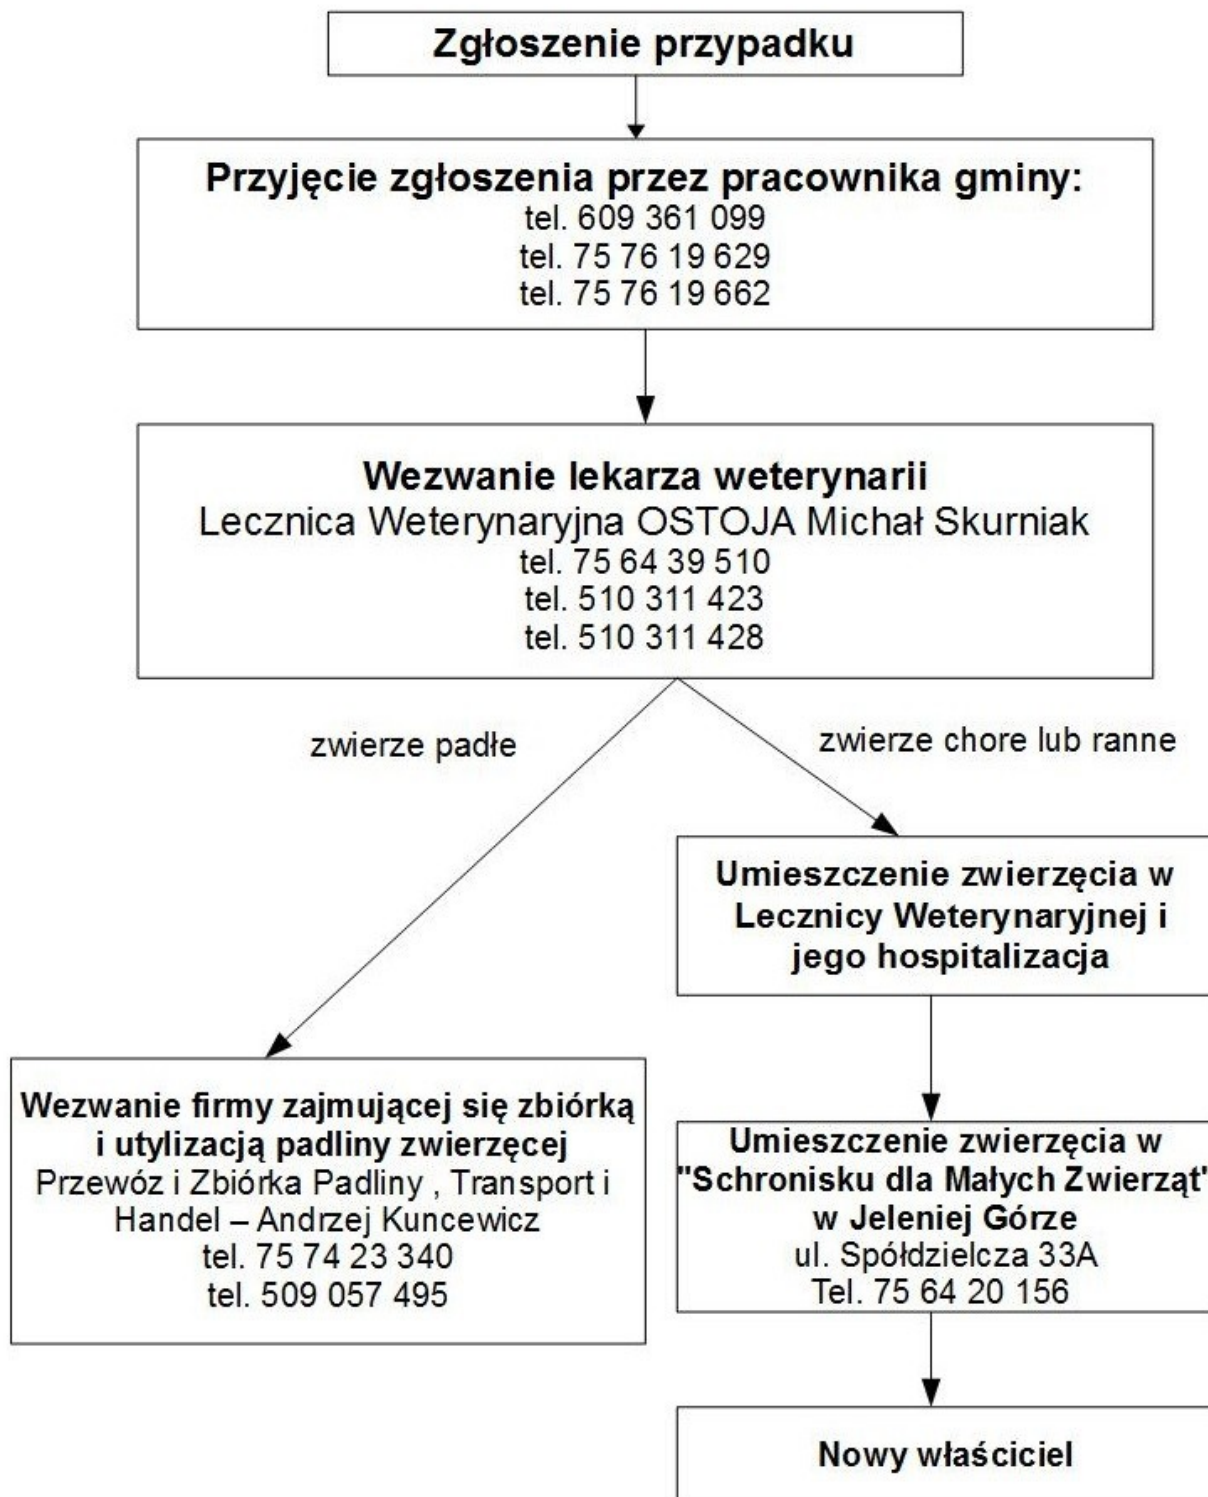 Zgłoszenie przypadku
Przyjęcie zgłoszenia przez pracownika gminy:
tel. 609 361 099
tel. 75 76 19 629
tel. 75 76 19 662
Wezwanie lekarza weterynarii
Lecznica Weterynaryjna OSTOJA Michał Skurniak
tel. 75 64 39 510
tel. 510 311 423
tel. 510 311 428
zwierze padłe
zwierze chore lub ranne
Umieszczenie zwierzęcia w
Lecznicy Weterynaryjnej i
jego hospitalizacja
Wezwanie firmy zajmującej się zbiórką
i utylizacją padliny zwierzęcej
Przewóz i Zbiórka Padliny , Transport i
Handel – Andrzej Kuncewicz
tel. 75 74 23 340
tel. 509 057 495
Umieszczenie zwierzęcia w
"Schronisku dla Małych Zwierząt"
w Jeleniej Górze
ul. Spółdzielcza 33A
Tel. 75 64 20 156
Nowy właściciel